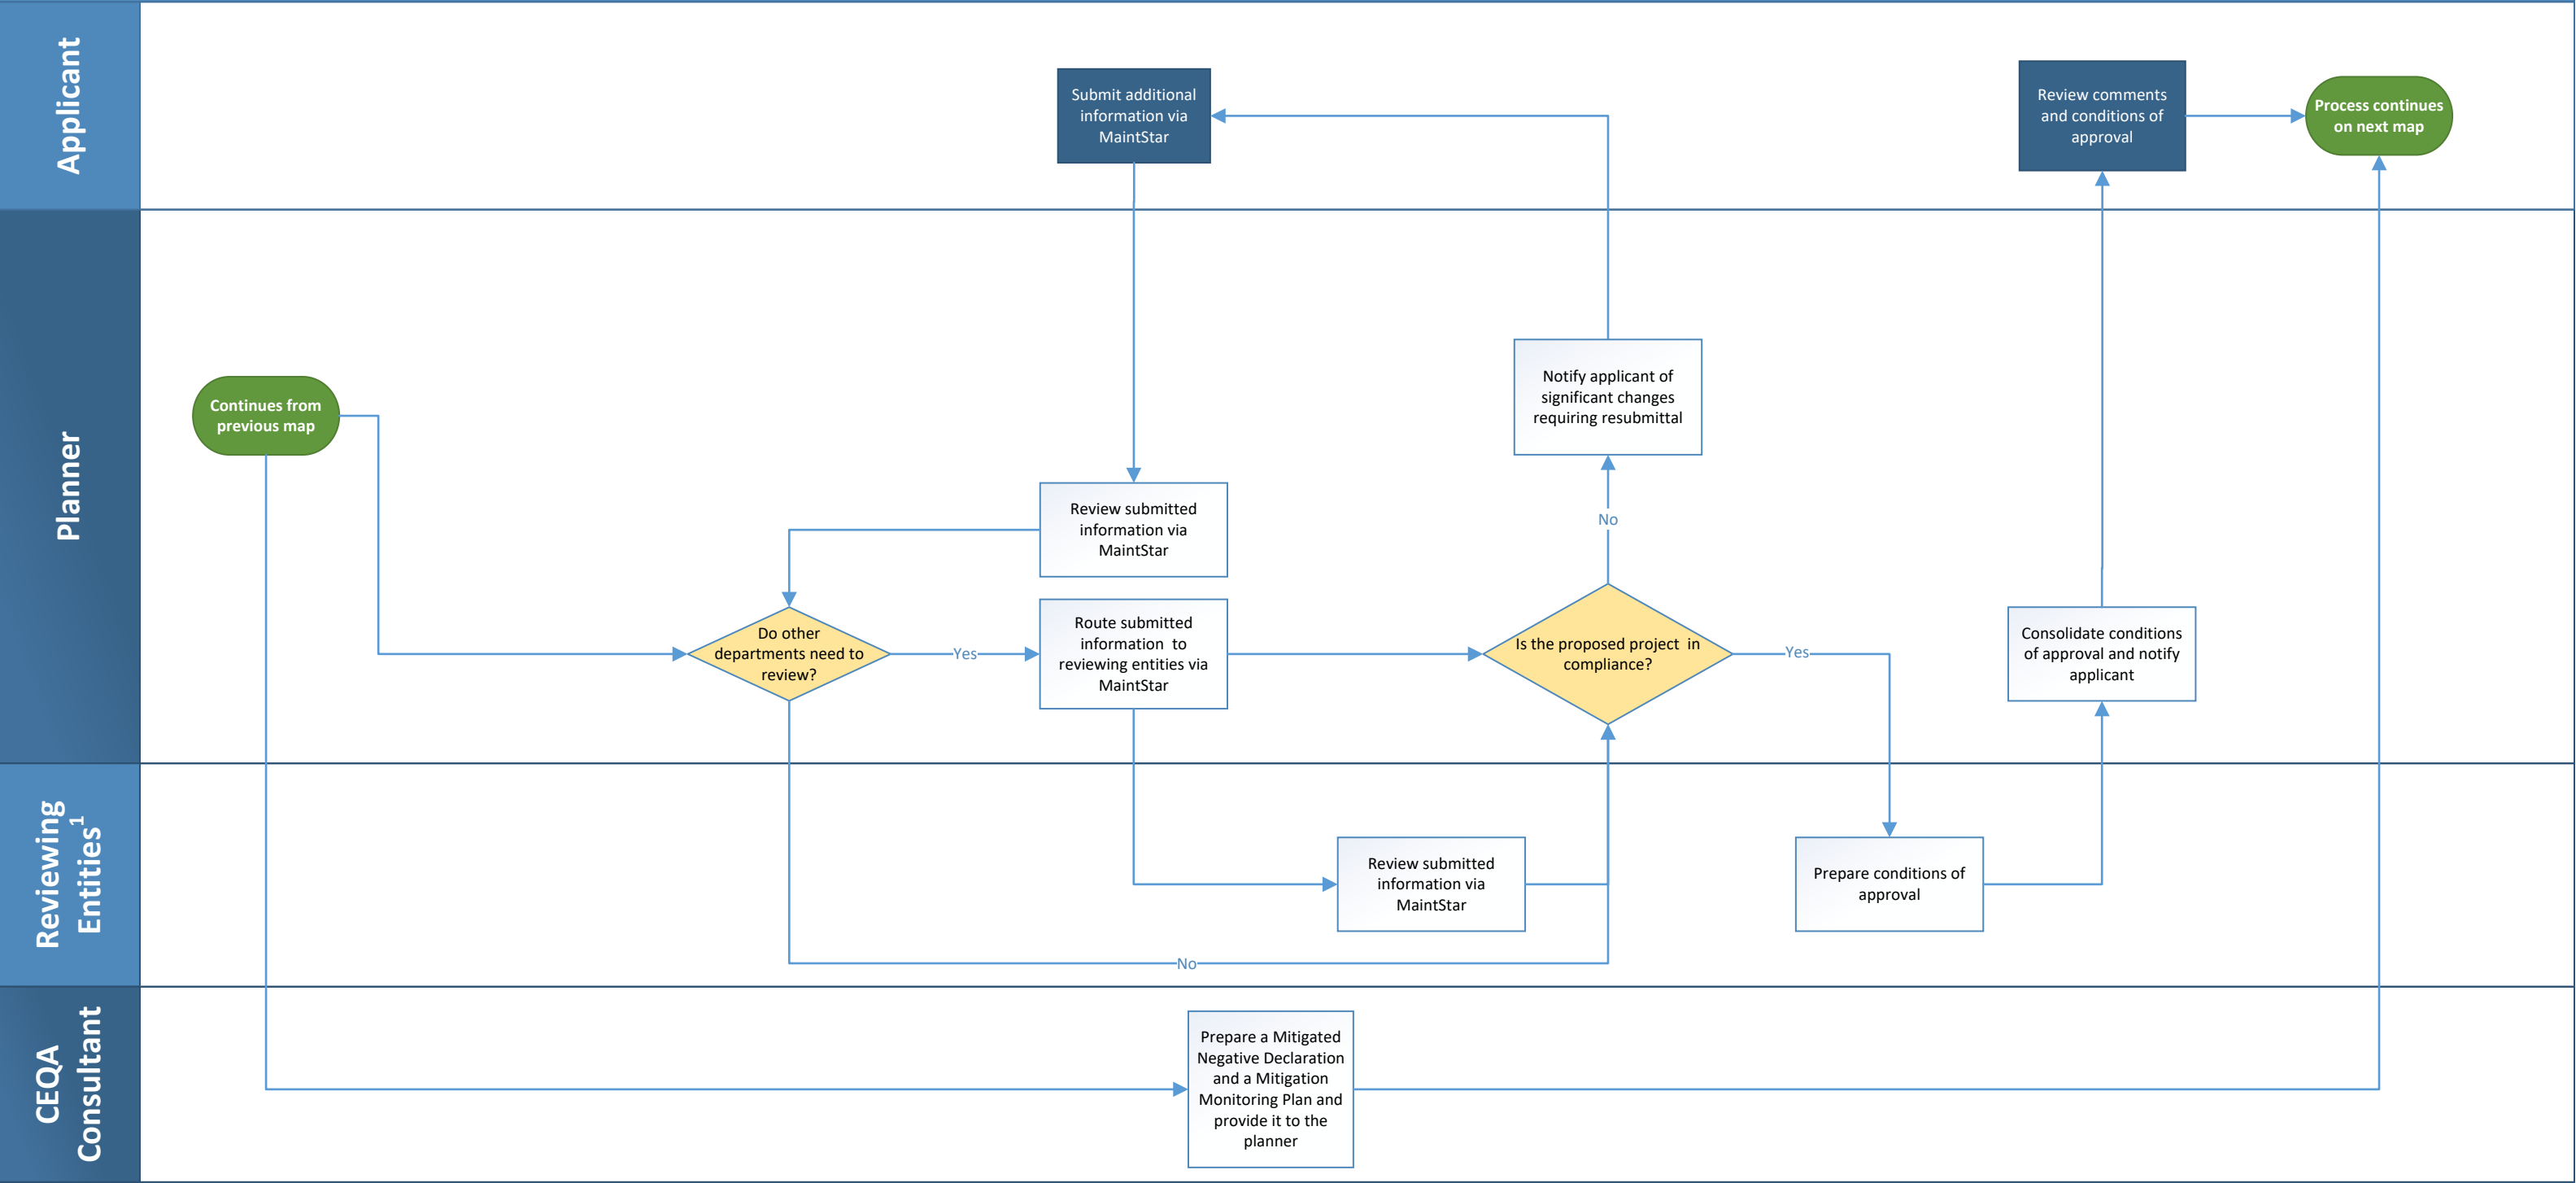 Applicant
Submit additional
information via
MaintStar
Review comments
and conditions of
approval
Process continues
on next map
Planner
Continues from
previous map
Notify applicant of
significant changes
requiring resubmittal
Review submitted
information via
MaintStar
No
Do other
departments need to
review?
Yes
Route submitted
information  to
reviewing entities via
MaintStar
Is the proposed project  in
compliance?
Yes
Consolidate conditions
of approval and notify
applicant
Reviewing
Entities¹
Review submitted
information via
MaintStar
Prepare conditions of
approval
No
CEQA
Consultant
Prepare a Mitigated
Negative Declaration
and a Mitigation
Monitoring Plan and
provide it to the
planner